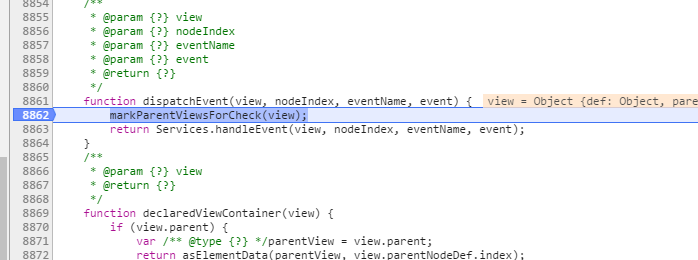 8854 /**
8855 * @param {?} view
8856 * @param {?} nodeIndex
8857 * @param {?} eventName
8858 * @param {?} event
8859 * @return {?}
8860 */
8861 function dispatchEvent(view, nodeIndex, eventName, event) { view = Object {def: Object, pare
8862 markParentViewsForCheck(view);
8863 return Services.handleEvent(view, nodeIndex, eventName, event);
8864 }
8865 /**
8866 * @param {?} view
8867 * @return {?}
8868 */
8869 function declaredViewContainer(view) {
8870 if (view.parent) {
8871 var /** @type {?} */parentView = view.parent;
8872 return asElementData(parentView, view.parentNodeDef.index);